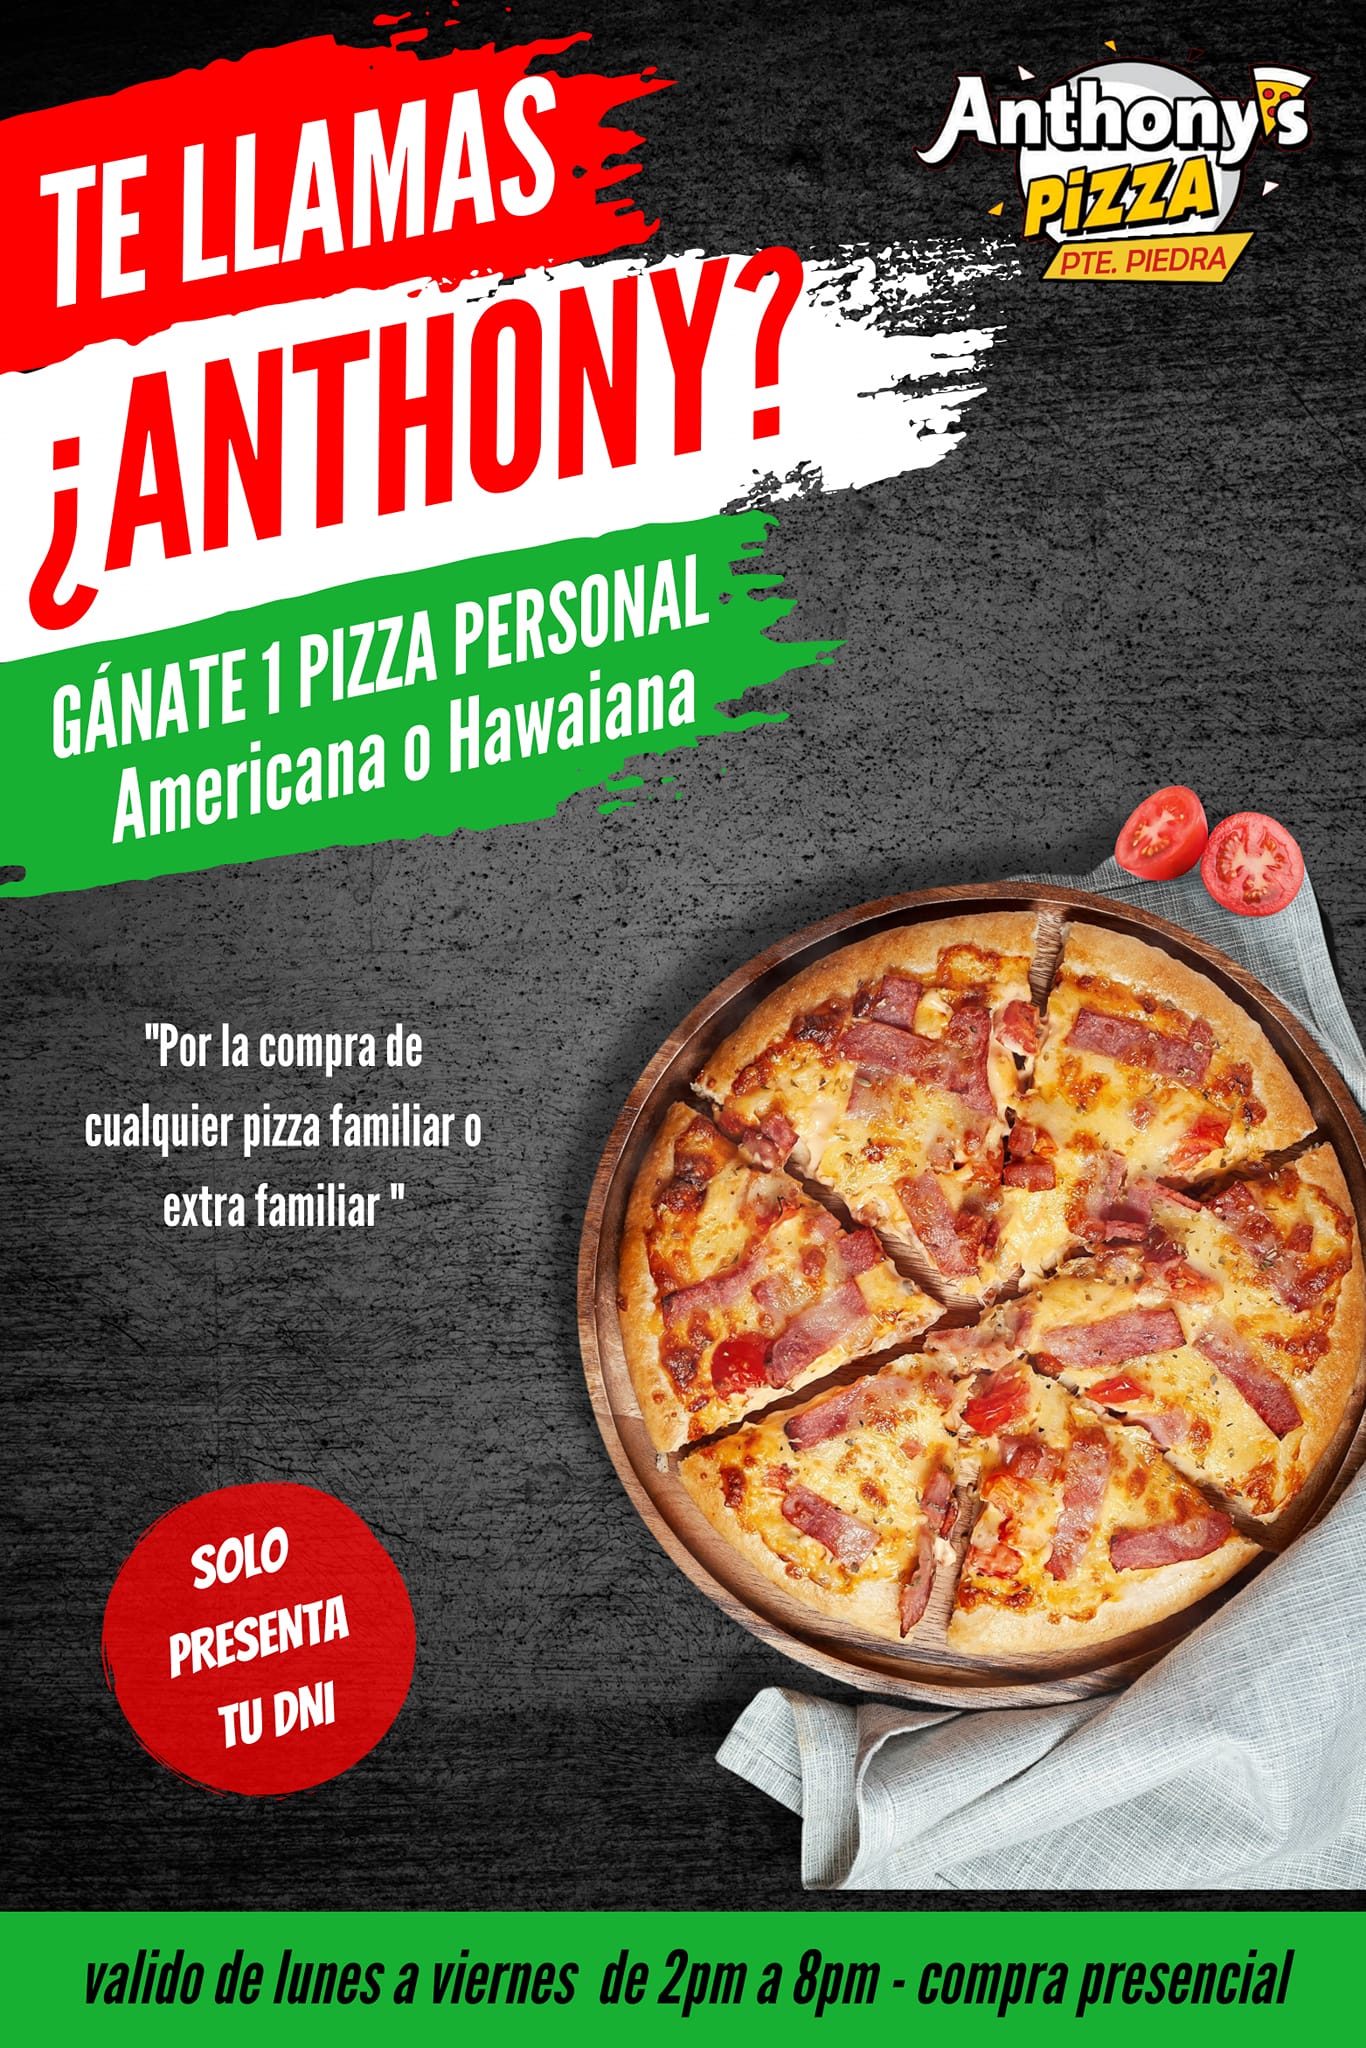 TE LLAMAS
¿ANTHONY?
GÁNATE 1 PIZZA PERSONAL
Americana o Hawaiana
Anthony's
PiZZA
PTE. PIEDRA
"Por la compra de
cualquier pizza familiar o
extra familiar "
SOLO
PRESENTA
TU DNI
valido de lunes a viernes de 2pm a 8pm - compra presencial